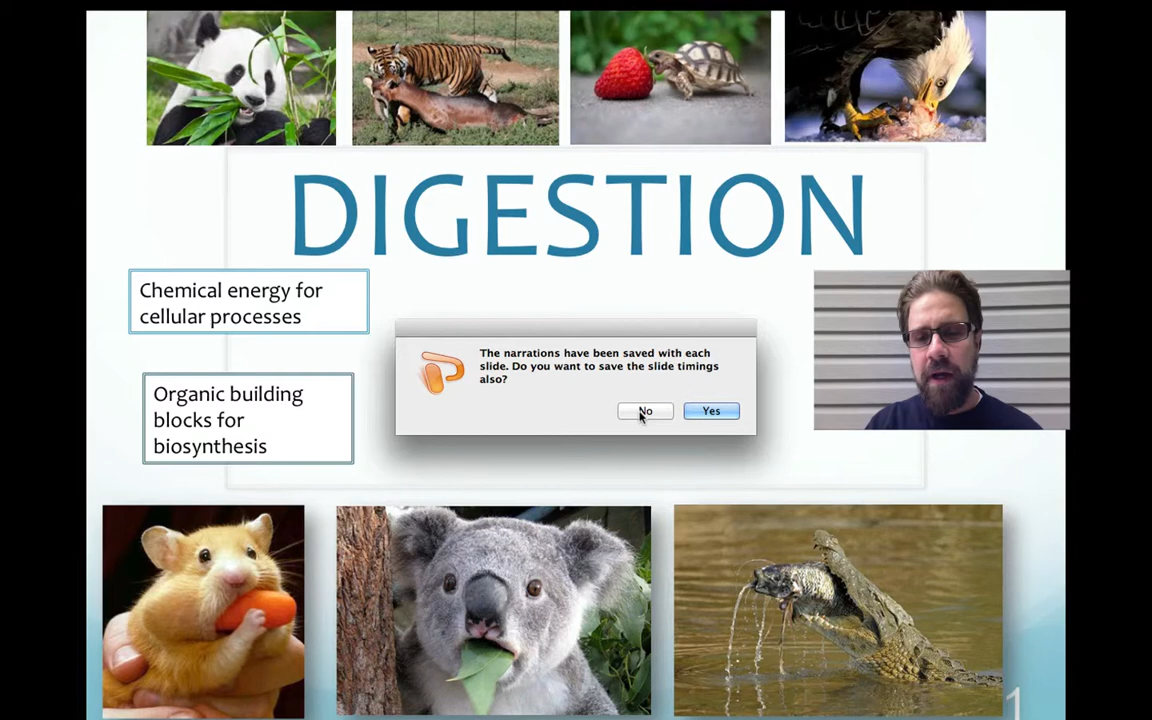 DIGESTION
Chemical energy for
cellular processes
The narrations have been saved with each
slide. Do you want to save the slide timings
also?
No
Yes
Organic building
blocks for
biosynthesis
1